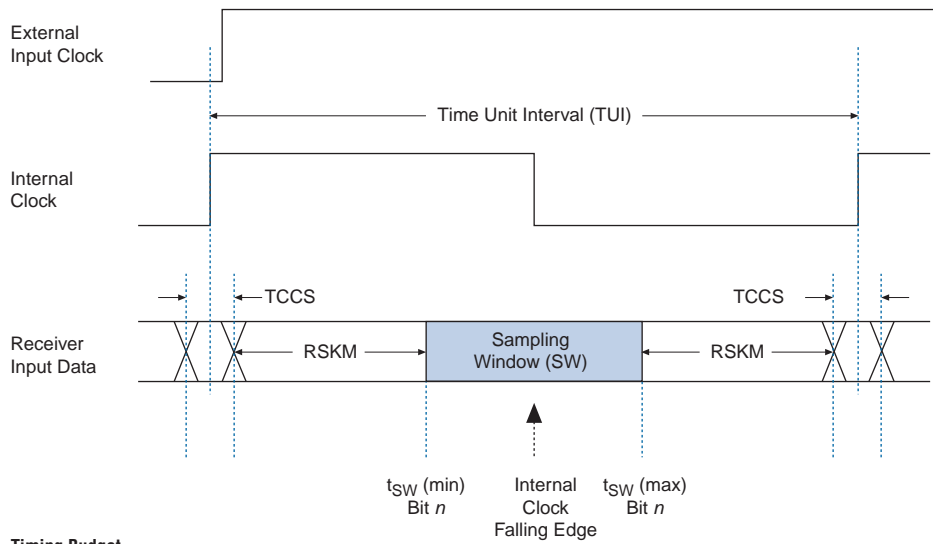 External
Input Clock
Time Unit Interval (TUI)
Internal
Clock
TCCS
TCCS
Receiver
Input Data
RSKM
Sampling
Window (SW)
RSKM
tSW (min)
Bit n
Internal
Clock
Falling Edge
tSW (max)
Bit n
Timing Budget